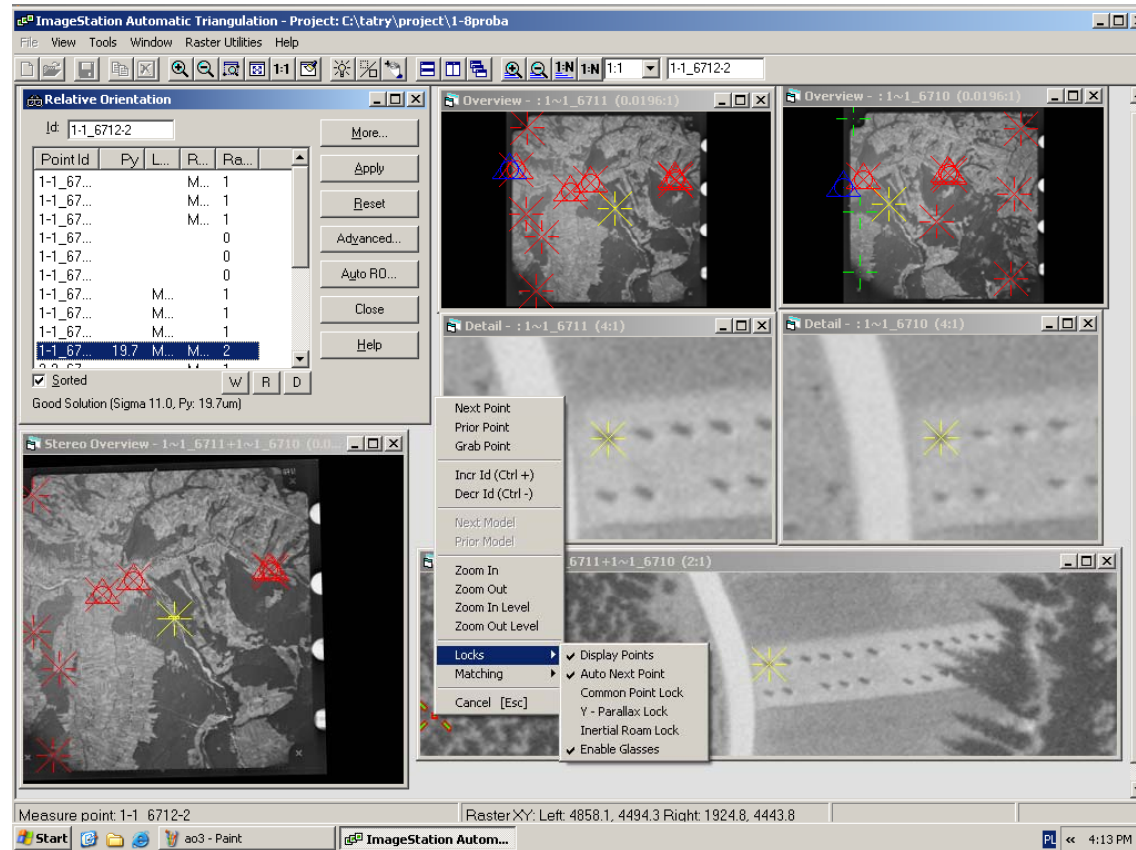 ImageStation Automatic Triangulation - Project: C:\tatry\project\1-8proba
File View Tools Window Raster Utilities Help
1:1 1:N 1:N 1:1 1-1_6712-2
Relative Orientation
Id: 1-1_6712-2
More...
Point Id Py L... R... Ra...
1-1_67... M... 1
1-1_67... M... 1
1-1_67... M... 1
1-1_67... 0
1-1_67... 0
1-1_67... 0
1-1_67... M... 1
1-1_67... M... 1
1-1_67... M... 1
1-1_67... 19.7 M... M... 2
Apply
Reset
Advanced...
Auto RO...
Close
Help
Sorted
W R D
Good Solution (Sigma 11.0, Py: 19.7um)
Overview - : 1~1_6711 (0.0196:1)
Overview - : 1~1_6710 (0.0196:1)
Detail - : 1~1_6711 (4:1)
Detail - : 1~1_6710 (4:1)
Stereo Overview - 1~1_6711+1~1_6710 (0.0...
_6711+1~1_6710 (2:1)
Next Point
Prior Point
Grab Point
Incr Id (Ctrl +)
Decr Id (Ctrl -)
Next Model
Prior Model
Zoom In
Zoom Out
Zoom In Level
Zoom Out Level
Locks
Matching
Cancel [Esc]
Display Points
Auto Next Point
Common Point Lock
Y - Parallax Lock
Inertial Roam Lock
Enable Glasses
Measure point: 1-1_6712-2
Raster XY: Left: 4858.1, 4494.3 Right: 1924.8, 4443.8
Start
ao3 - Paint
ImageStation Autom...
PL
4:13 PM